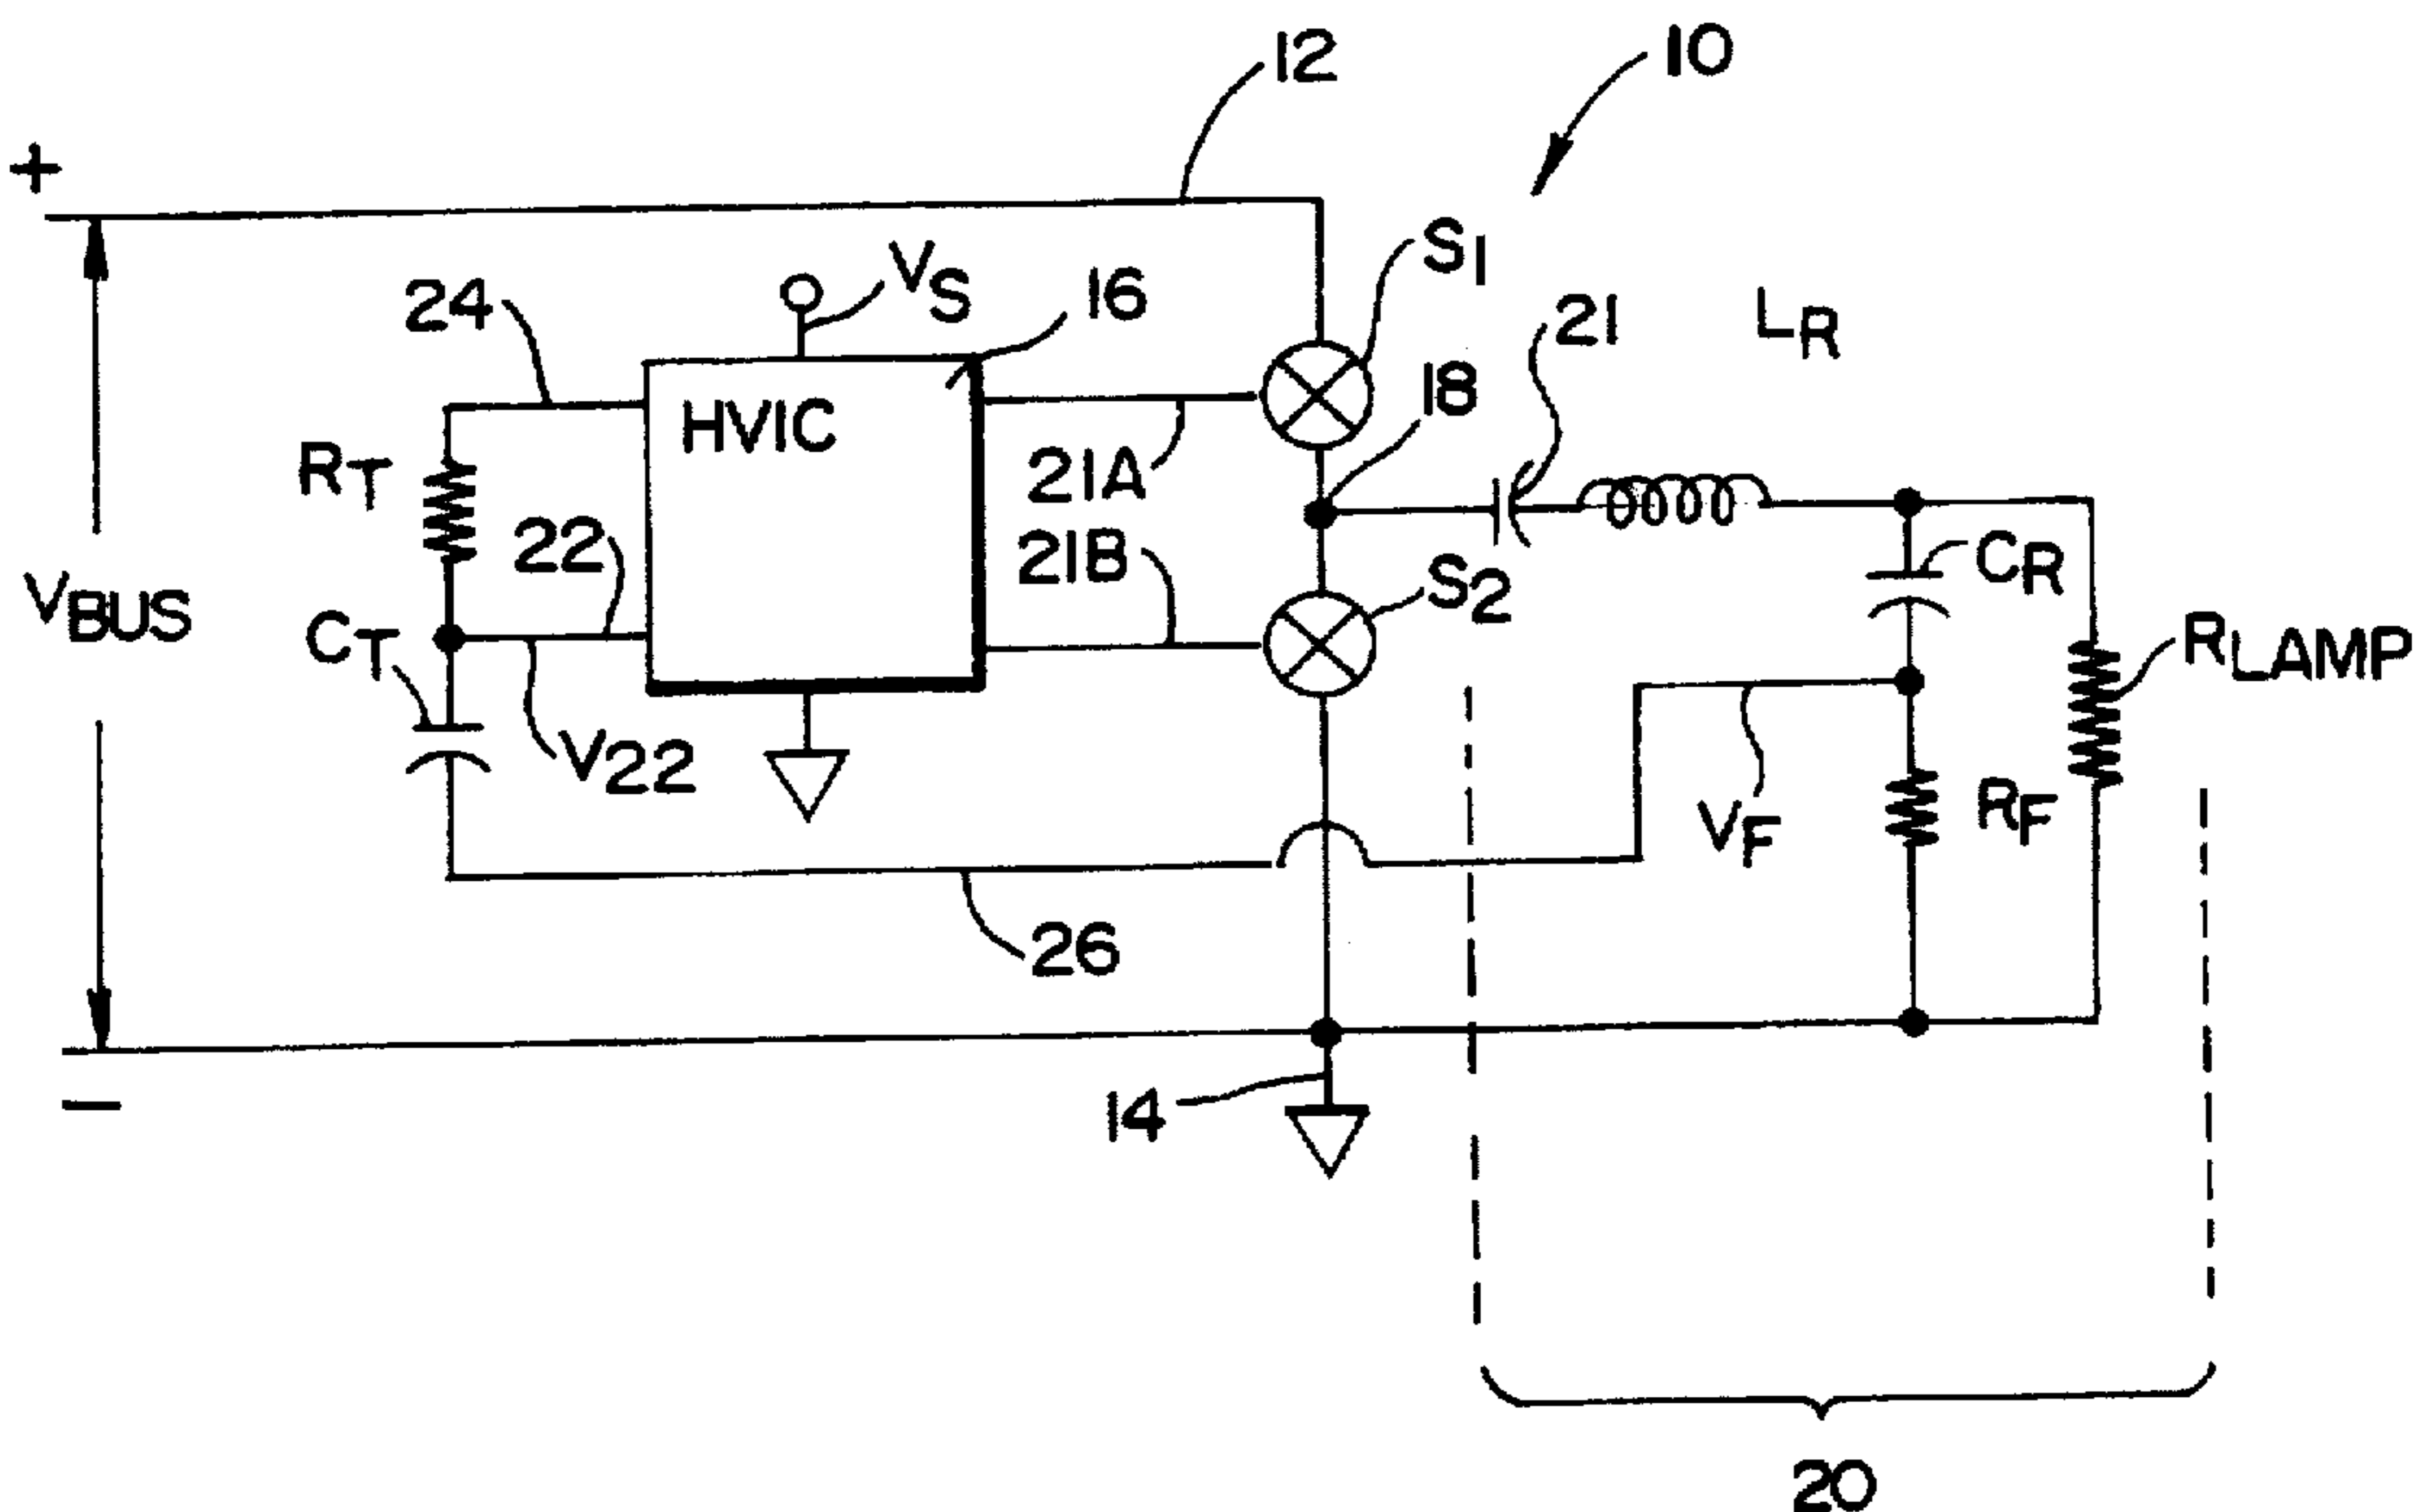 12
10
+
S1
VS
16
24
21
LR
HVIC
18
RT
21A
22
21B
S2
CR
VBUS
CT
RLAMP
V22
VF
RF
26
14
—
20